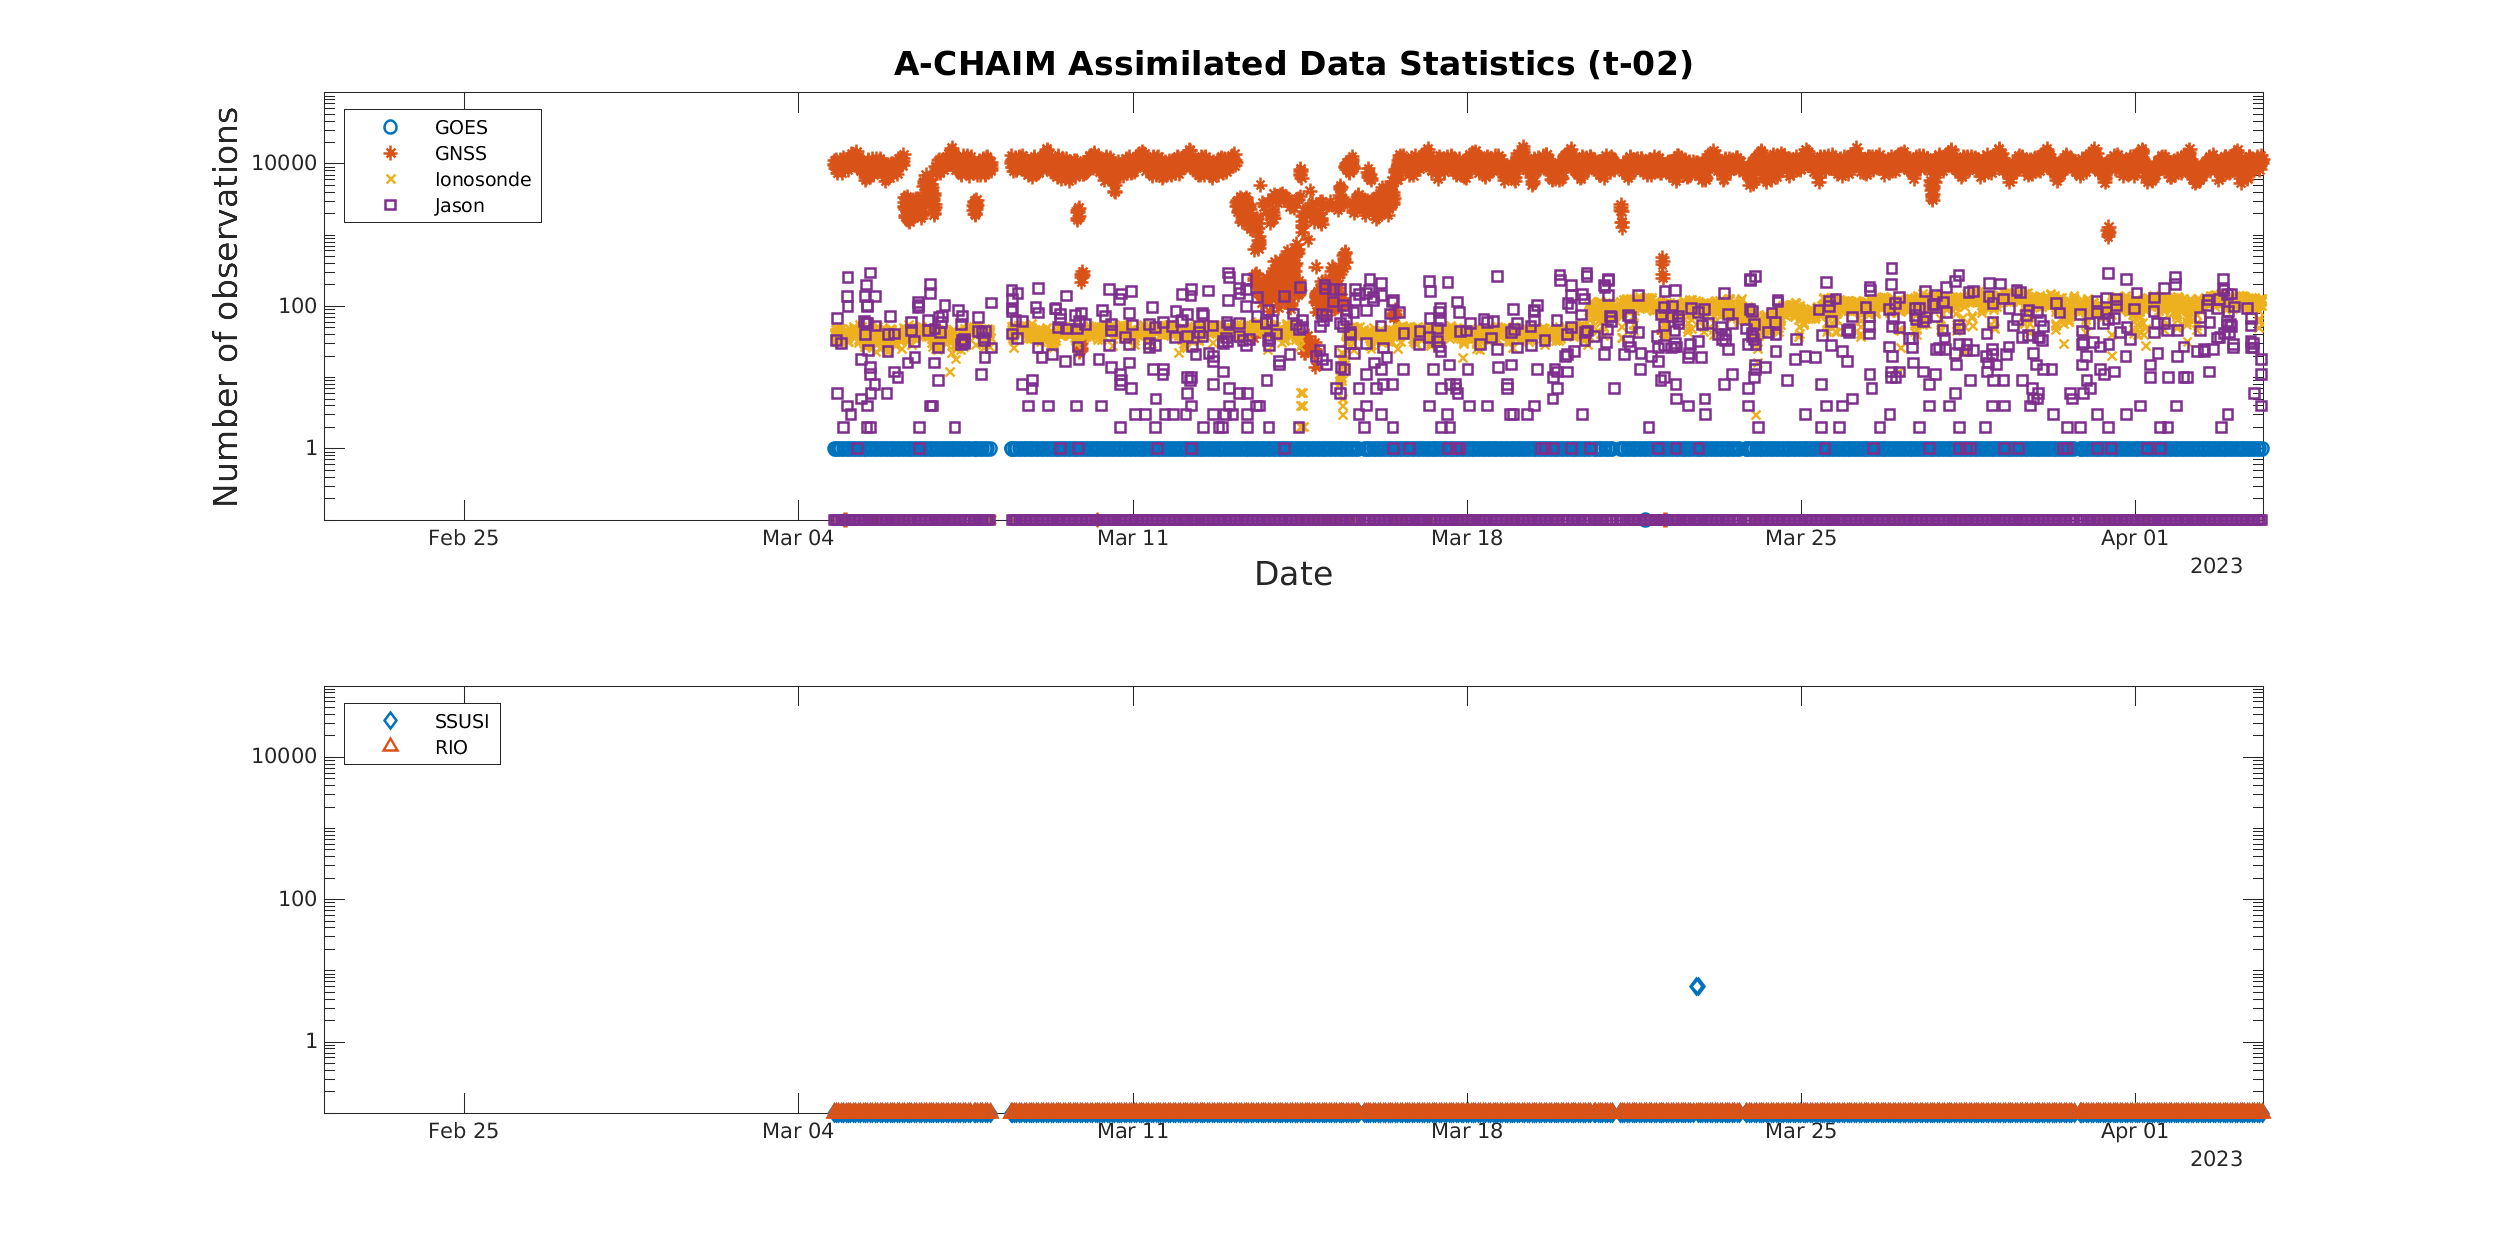 A-CHAIM Assimilated Data Statistics (t-02)
Number of observations
GOES
GNSS
Ionosonde
Jason
10000
100
1
Feb 25
Mar 04
Mar 11
Mar 18
Mar 25
Apr 01
2023
Date
SSUSI
RIO
10000
100
1
Feb 25
Mar 04
Mar 11
Mar 18
Mar 25
Apr 01
2023